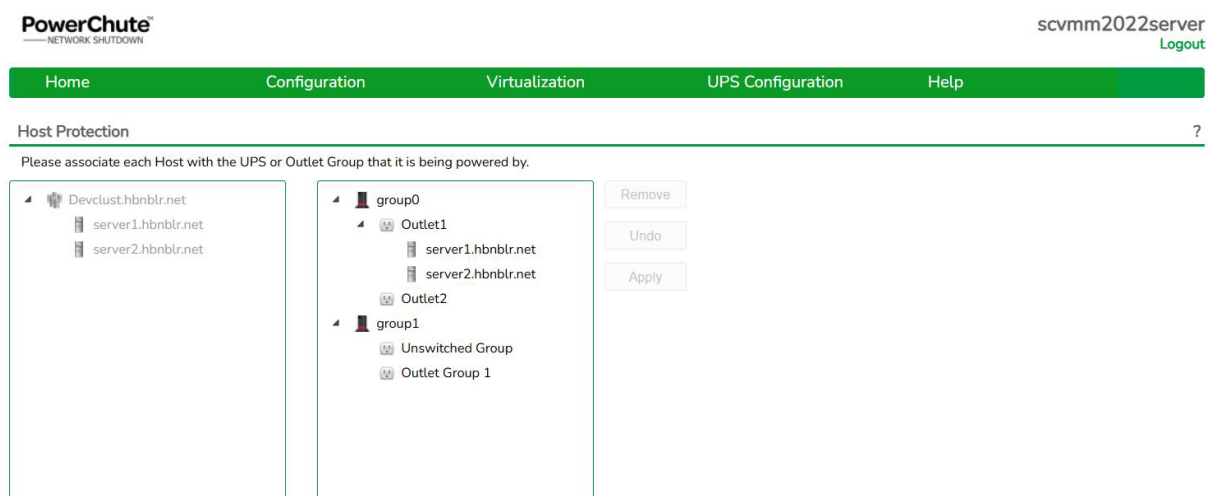 PowerChute™
NETWORK SHUTDOWN
scvmm2022server
Logout
Home Configuration Virtualization UPS Configuration Help
Host Protection ?
Please associate each Host with the UPS or Outlet Group that it is being powered by.
Devclust.hbnblr.net
server1.hbnblr.net
server2.hbnblr.net
group0
Outlet1
server1.hbnblr.net
server2.hbnblr.net
Outlet2
group1
Unswitched Group
Outlet Group 1
Remove
Undo
Apply